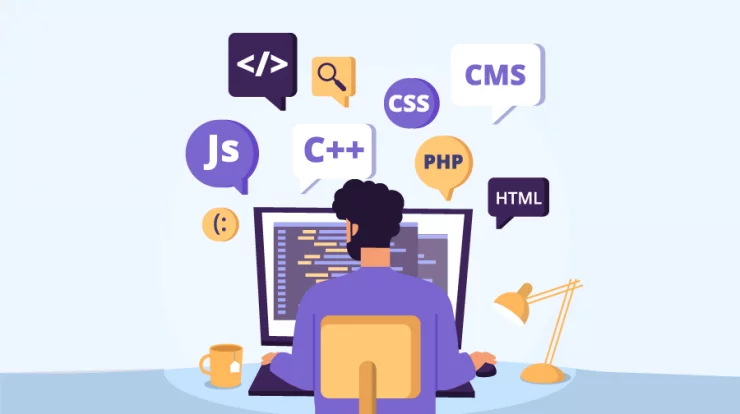 </>
CMS
CSS
Js
C++
PHP
HTML
(: